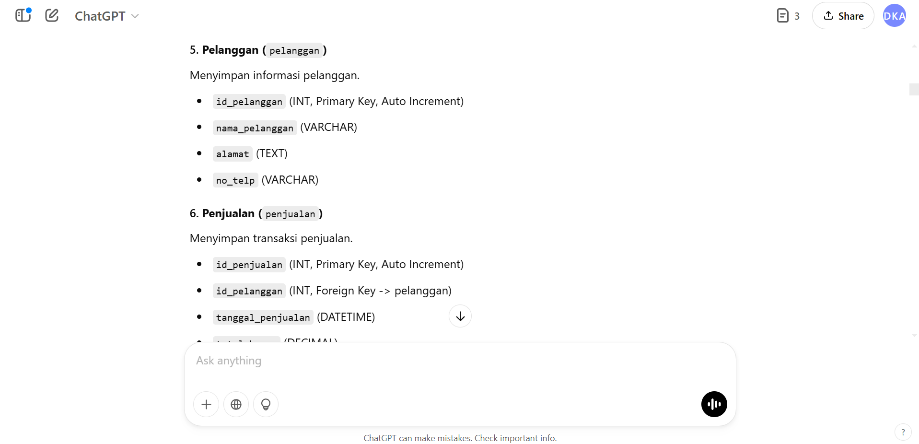 ChatGPT
3
Share
DKA
5. Pelanggan (pelanggan)
Menyimpan informasi pelanggan.
id_pelanggan (INT, Primary Key, Auto Increment)
nama_pelanggan (VARCHAR)
alamat (TEXT)
no_telp (VARCHAR)
6. Penjualan (penjualan)
Menyimpan transaksi penjualan.
id_penjualan (INT, Primary Key, Auto Increment)
id_pelanggan (INT, Foreign Key -> pelanggan)
tanggal_penjualan (DATETIME)
(DECIMAL)
Ask anything
ChatGPT can make mistakes. Check important info.
?